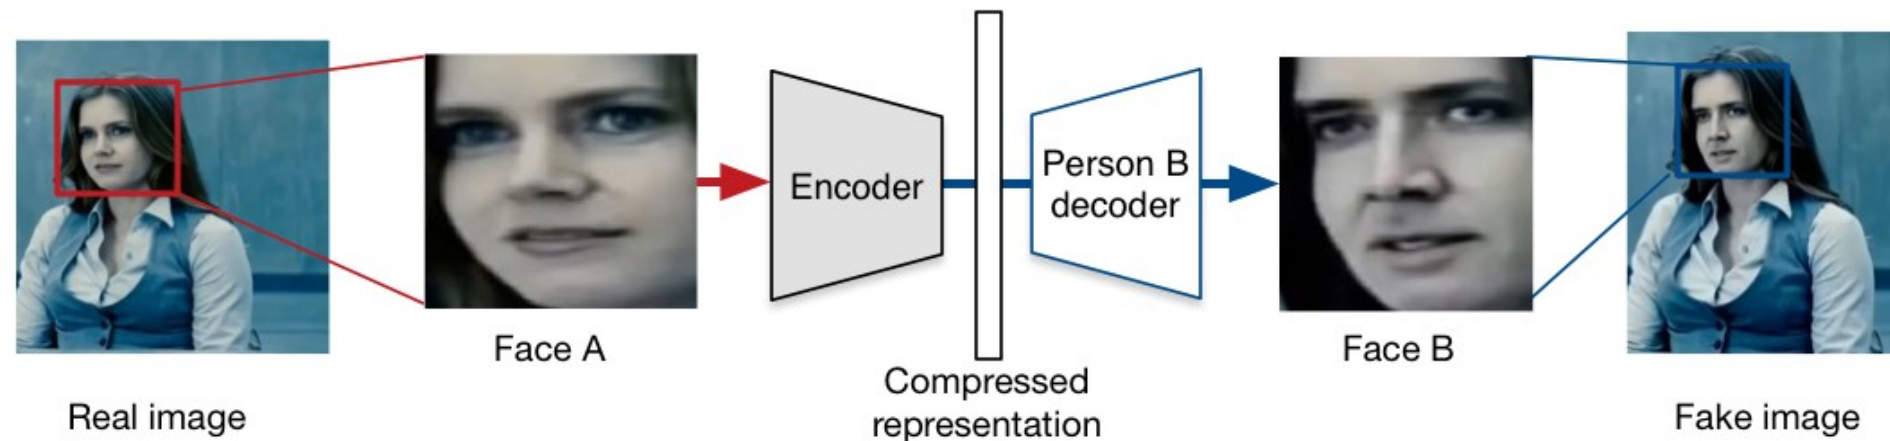 Encoder
Person B
decoder
Face A
Face B
Compressed
representation
Real image
Fake image